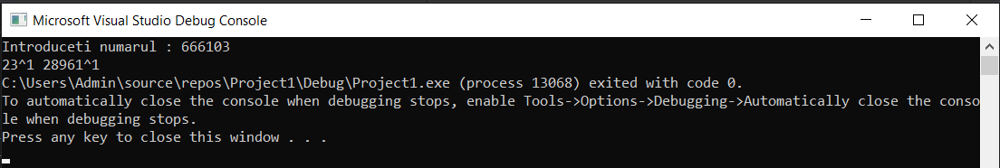 Microsoft Visual Studio Debug Console
Introduceti numarul : 666103
23^1 28961^1
C:\Users\Admin\source\repos\Project1\Debug\Project1.exe (process 13068) exited with code 0.
To automatically close the console when debugging stops, enable Tools->Options->Debugging->Automatically close the conso
le when debugging stops.
Press any key to close this window . . .